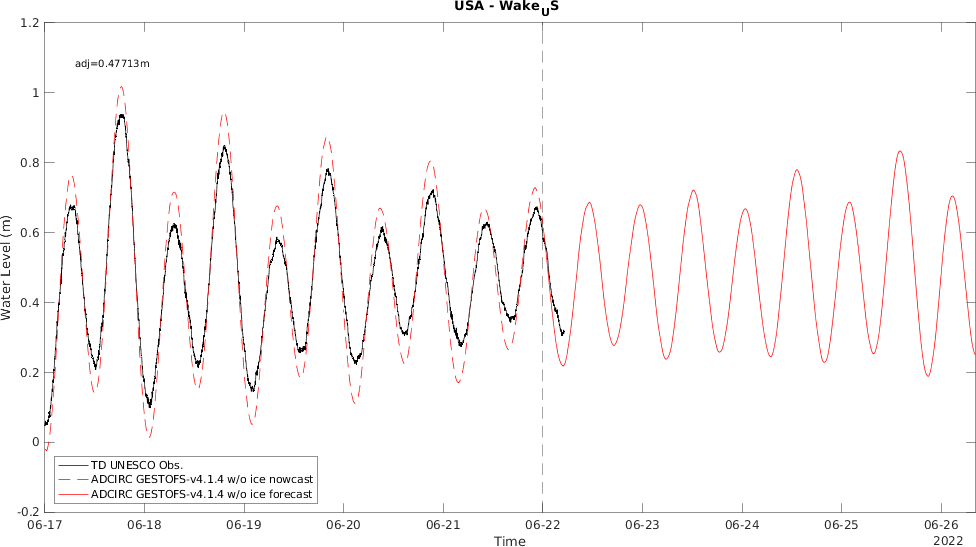 USA - Wake_US
adj=0.47713m
Water Level (m)
1.2
1
0.8
0.6
0.4
0.2
0
-0.2
TD UNESCO Obs.
ADCIRC GESTOFS-v4.1.4 w/o ice nowcast
ADCIRC GESTOFS-v4.1.4 w/o ice forecast
06-17 06-18 06-19 06-20 06-21 06-22 06-23 06-24 06-25 06-26
Time
2022